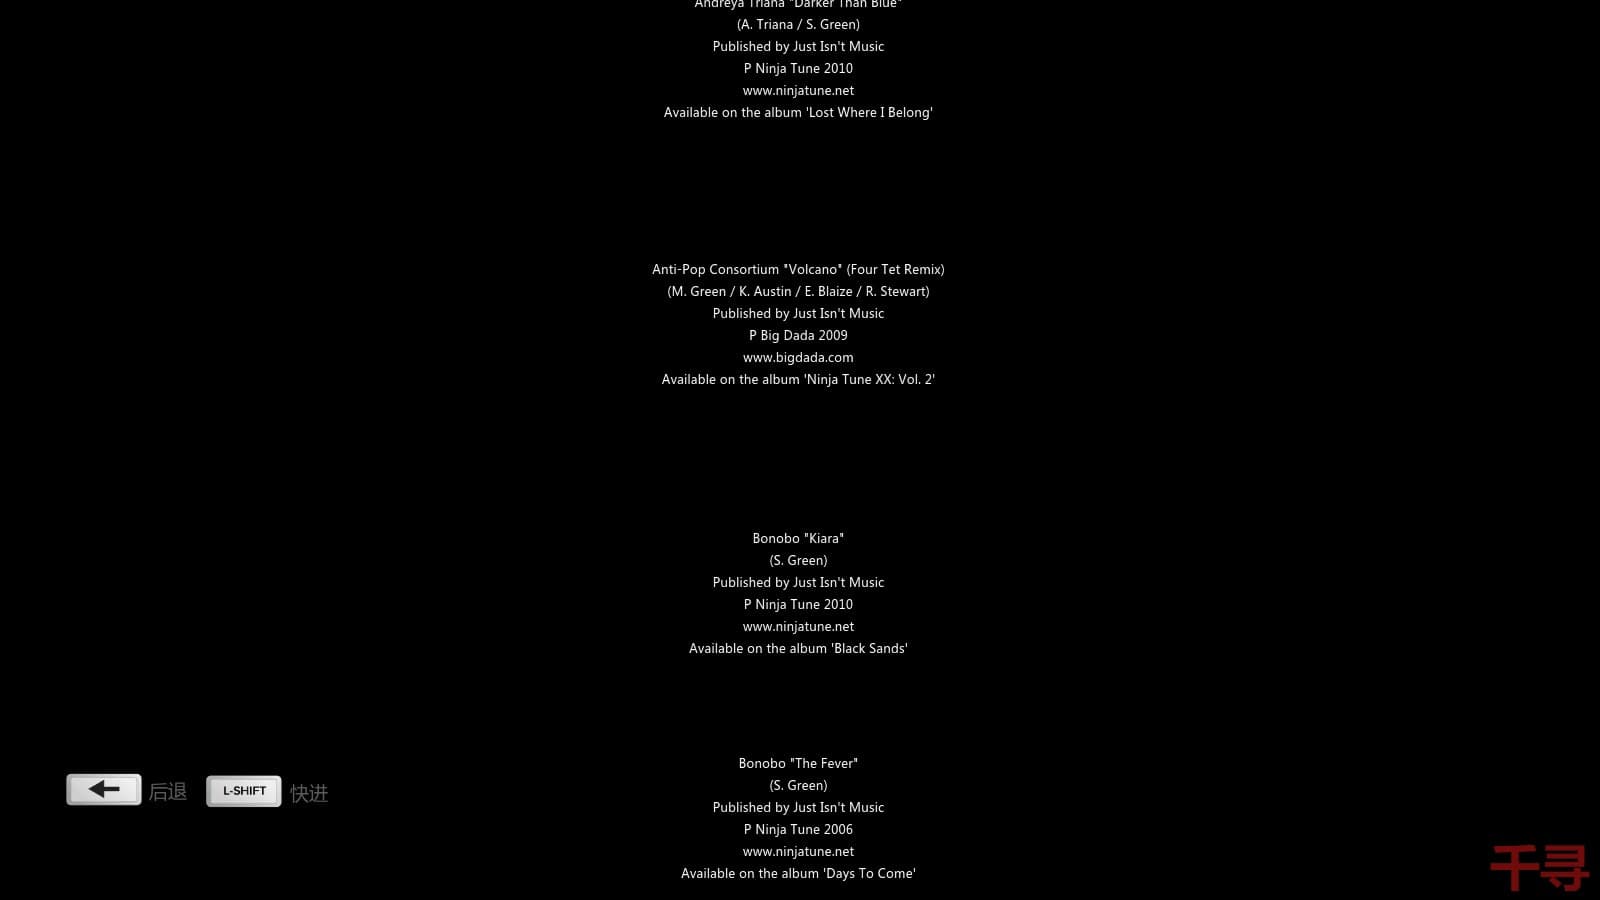 Andreya Triana "Darker Than Blue"
(A. Triana / S. Green)
Published by Just Isn't Music
P Ninja Tune 2010
www.ninjatune.net
Available on the album 'Lost Where I Belong'
Anti-Pop Consortium "Volcano" (Four Tet Remix)
(M. Green / K. Austin / E. Blaize / R. Stewart)
Published by Just Isn't Music
P Big Dada 2009
www.bigdada.com
Available on the album 'Ninja Tune XX: Vol. 2'
Bonobo "Kiara"
(S. Green)
Published by Just Isn't Music
P Ninja Tune 2010
www.ninjatune.net
Available on the album 'Black Sands'
Bonobo "The Fever"
(S. Green)
Published by Just Isn't Music
P Ninja Tune 2006
www.ninjatune.net
Available on the album 'Days To Come'
后退 L-SHIFT 快进
千寻